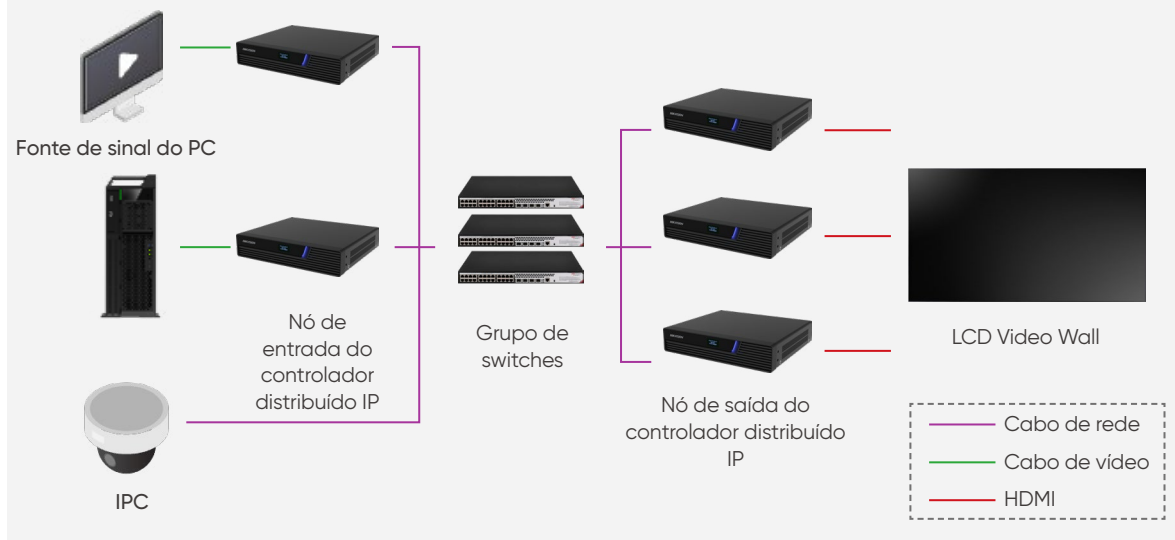 Fonte de sinal do PC
Nó de
entrada do
controlador
distribuído IP
IPC
Grupo de
switches
Nó de saída do
controlador distribuído
IP
LCD Video Wall
Cabo de rede
Cabo de vídeo
HDMI